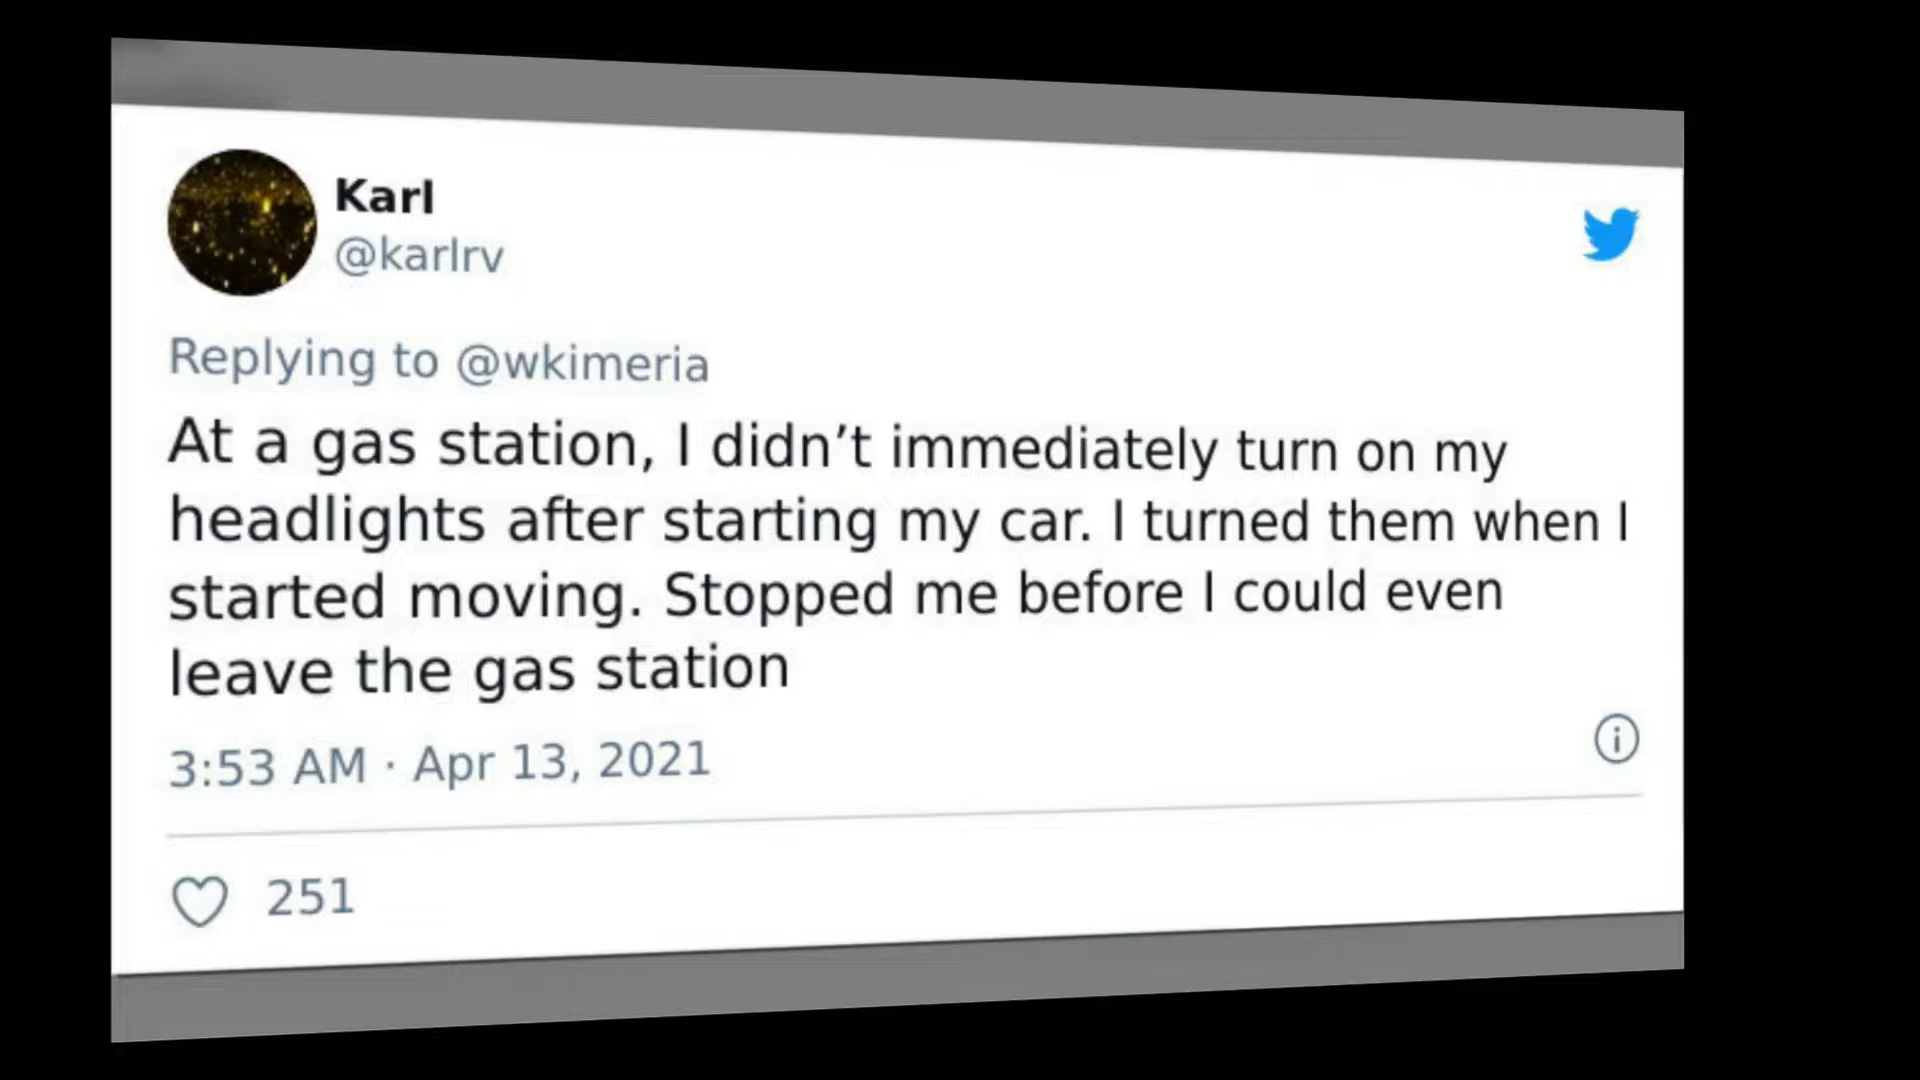 Karl
@karlrv
Replying to @wkimeria
At a gas station, I didn’t immediately turn on my
headlights after starting my car. I turned them when I
started moving. Stopped me before I could even
leave the gas station
3:53 AM · Apr 13, 2021
251